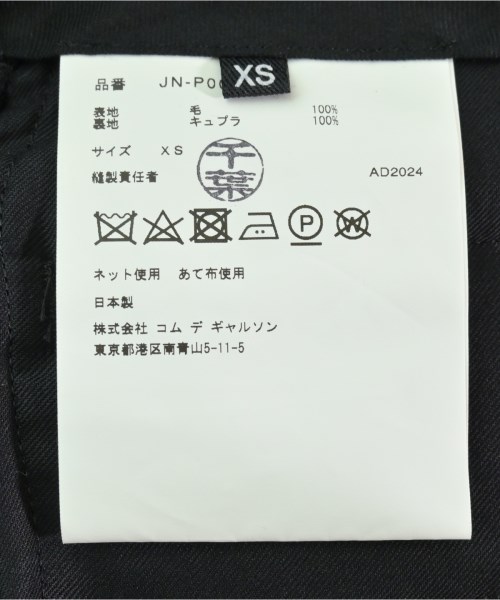 品番 JN-P0
XS
表地 毛 100%
裏地 キュプラ 100%
サイズ XS
縫製責任者 千葉 AD2024
P W
ネット使用 あて布使用
日本製
株式会社 コム デ ギャルソン
東京都港区南青山5-11-5